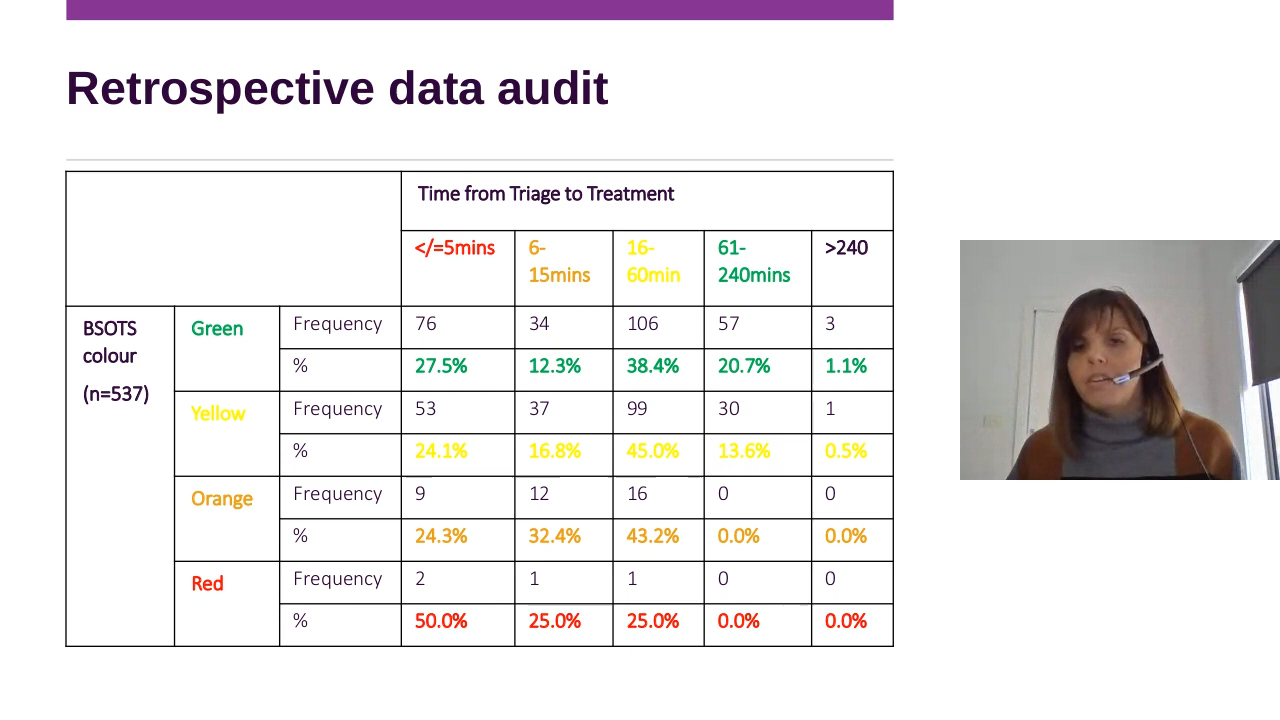 Retrospective data audit
Time from Triage to Treatment
</=5mins 6- 16- 61- >240
15mins 60min 240mins
BSOTS Green Frequency 76 34 106 57 3
colour
% 27.5% 12.3% 38.4% 20.7% 1.1%
(n=537)
Yellow Frequency 53 37 99 30 1
% 24.1% 16.8% 45.0% 13.6% 0.5%
Orange Frequency 9 12 16 0 0
% 24.3% 32.4% 43.2% 0.0% 0.0%
Red Frequency 2 1 1 0 0
% 50.0% 25.0% 25.0% 0.0% 0.0%